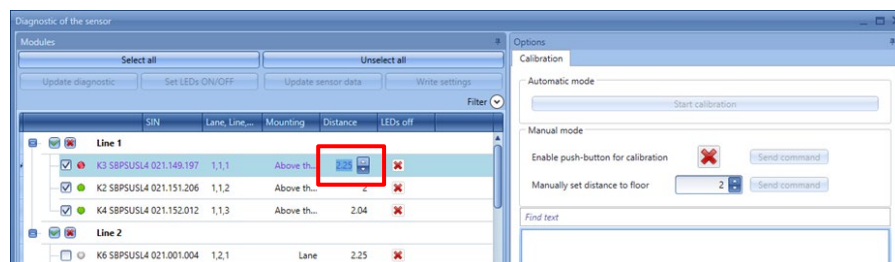 Diagnostic of the sensor
Modules
Select all
Unselect all
Update diagnostic
Set LEDs ON/OFF
Update sensor data
Write settings
Filter
SIN
Lane, Line,...
Mounting
Distance
LEDs off
Line 1
K3 SBPSUSL4 021.149.197 1,1,1 Above th... 2.25
K2 SBPSUSL4 021.151.206 1,1,2 Above th... 2
K4 SBPSUSL4 021.152.012 1,1,3 Above th... 2.04
Line 2
K6 SBPSUSL4 021.001.004 1,2,1 Lane 2.25
Options
Calibration
Automatic mode
Start calibration
Manual mode
Enable push-button for calibration
Send command
Manually set distance to floor 2
Send command
Find text